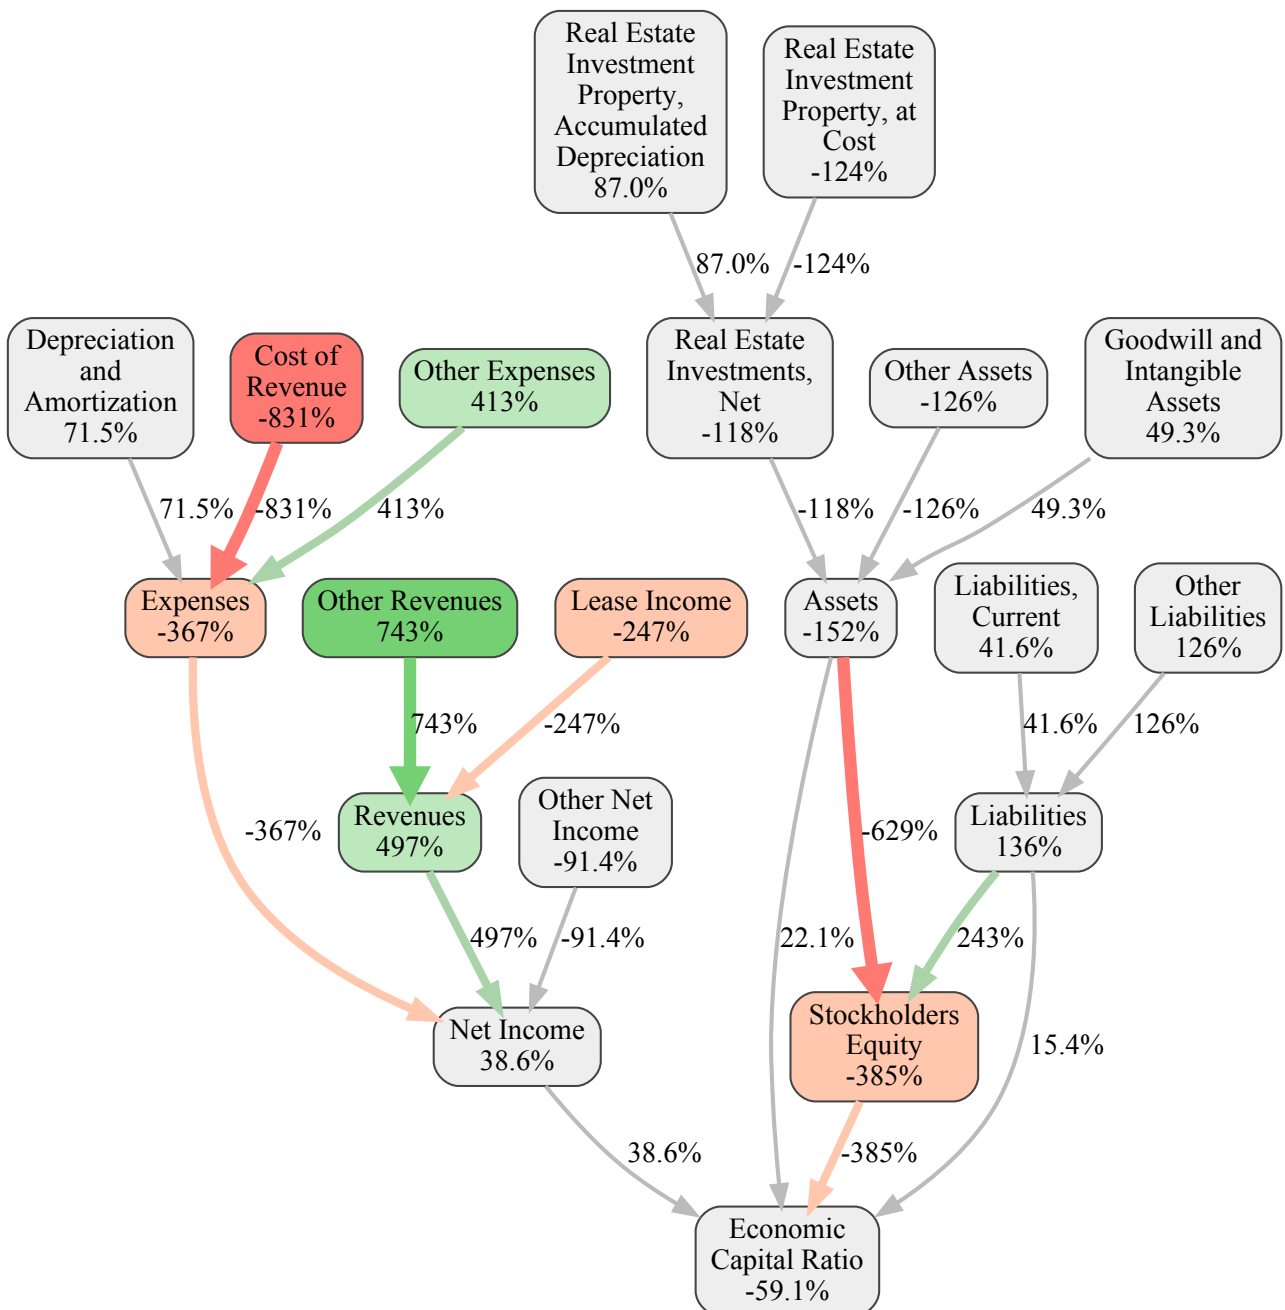 Real Estate
Investment
Property,
Accumulated
Depreciation
87.0%
Real Estate
Investment
Property, at
Cost
-124%
87.0%
-124%
Depreciation
and
Amortization
71.5%
Cost of
Revenue
-831%
Other Expenses
413%
Real Estate
Investments,
Net
-118%
Other Assets
-126%
Goodwill and
Intangible
Assets
49.3%
71.5%
-831%
413%
-118%
-126%
49.3%
Expenses
-367%
Other Revenues
743%
Lease Income
-247%
Assets
-152%
Liabilities,
Current
41.6%
Other
Liabilities
126%
743%
-247%
41.6%
126%
-367%
Revenues
497%
Other Net
Income
-91.4%
-629%
Liabilities
136%
497%
-91.4%
22.1%
243%
Net Income
38.6%
Stockholders
Equity
-385%
15.4%
38.6%
-385%
Economic
Capital Ratio
-59.1%